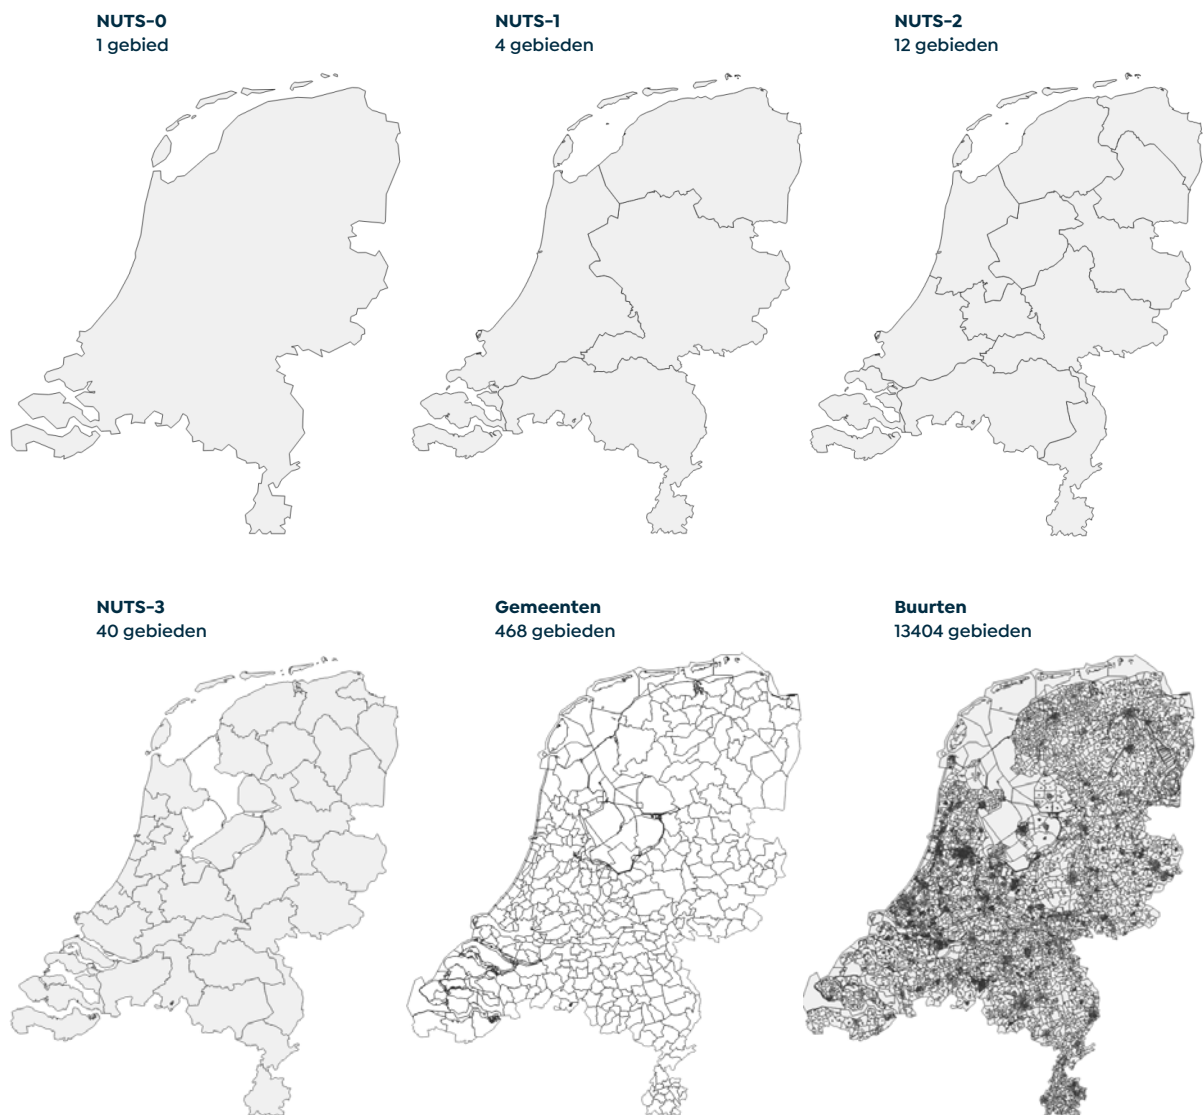 NUTS-0
1 gebied
NUTS-1
4 gebieden
NUTS-2
12 gebieden
NUTS-3
40 gebieden
Gemeenten
468 gebieden
Buurten
13404 gebieden